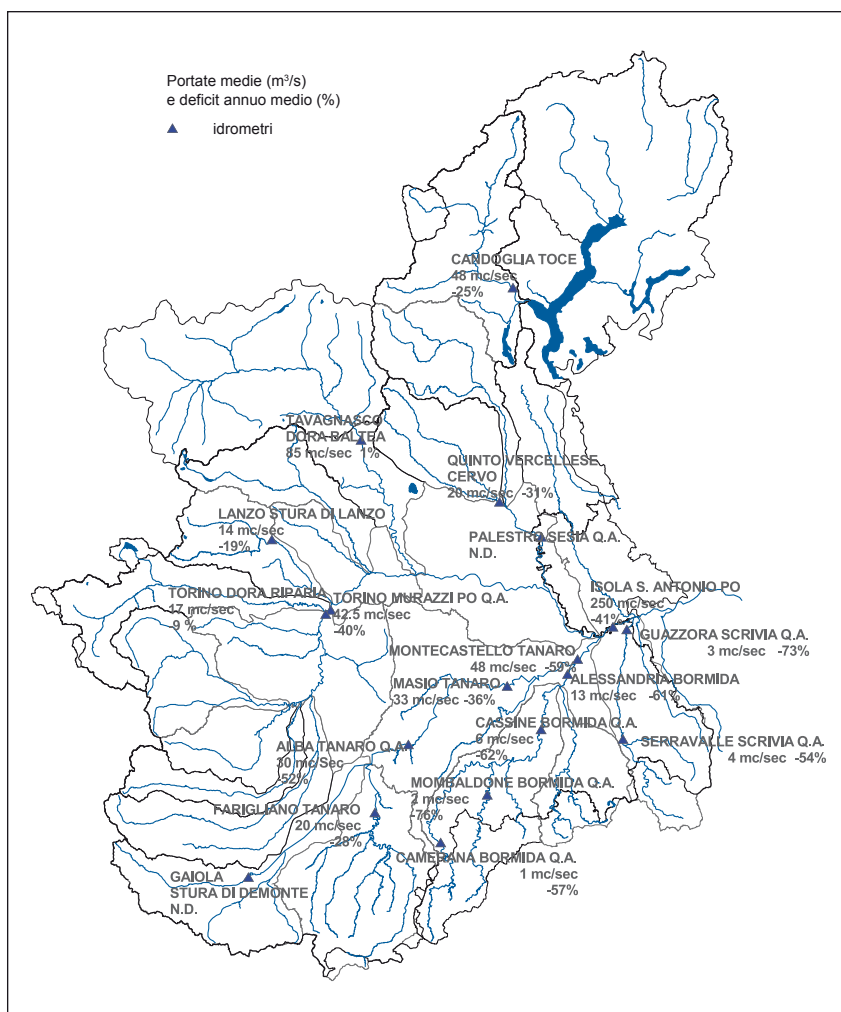 Portate medie (m³/s)
e deficit annuo medio (%)
idrometri
CANDOGLIA TOCE
48 mc/sec
-25%
TAVAGNASCO
DORA BALTEA
85 mc/sec 1%
QUINTO VERCELLESE
CERVO
20 mc/sec -31%
LANZO STURA DI LANZO
14 mc/sec
-19%
PALESTRO SESIA Q.A.
N.D.
TORINO DORA RIPARIA
17 mc/sec
-9 %
TORINO MURAZZI PO Q.A.
42.5 mc/sec
-40%
ISOLA S. ANTONIO PO
250 mc/sec
-41%
GUAZZORA SCRIVIA Q.A.
3 mc/sec -73%
MONTECASTELLO TANARO
48 mc/sec -59%
ALESSANDRIA BORMIDA
13 mc/sec -61%
MASIO TANARO
33 mc/sec -36%
CASSINE BORMIDA Q.A.
6 mc/sec
-62%
SERRAVALLE SCRIVIA Q.A.
4 mc/sec -54%
ALBA TANARO Q.A.
30 mc/Sec
-52%
MOMBALDONE BORMIDA Q.A.
2 mc/sec
-76%
FARIGLIANO TANARO
20 mc/sec
-28%
CAMERANA BORMIDA Q.A.
1 mc/sec
-57%
GAIOLA
STURA DI DEMONTE
N.D.